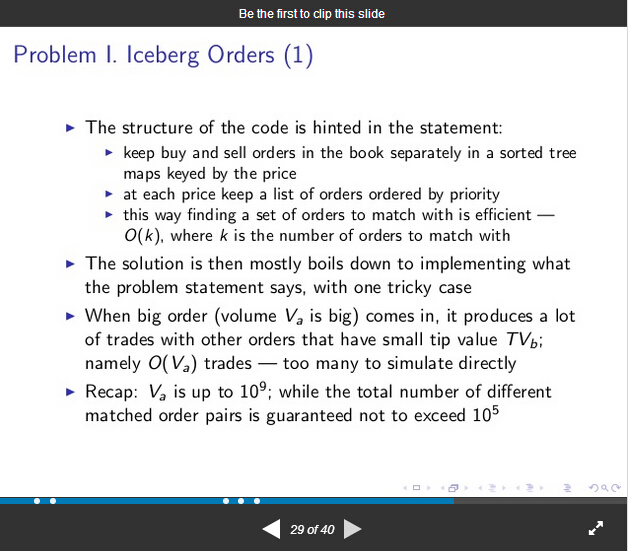 Be the first to clip this slide
Problem I. Iceberg Orders (1)
▶ The structure of the code is hinted in the statement:
▶ keep buy and sell orders in the book separately in a sorted tree
maps keyed by the price
▶ at each price keep a list of orders ordered by priority
▶ this way finding a set of orders to match with is efficient —
O(k), where k is the number of orders to match with
▶ The solution is then mostly boils down to implementing what
the problem statement says, with one tricky case
▶ When big order (volume Vₐ is big) comes in, it produces a lot
of trades with other orders that have small tip value TV_b;
namely O(Vₐ) trades — too many to simulate directly
▶ Recap: Vₐ is up to 10⁹; while the total number of different
matched order pairs is guaranteed not to exceed 10⁵
29 of 40